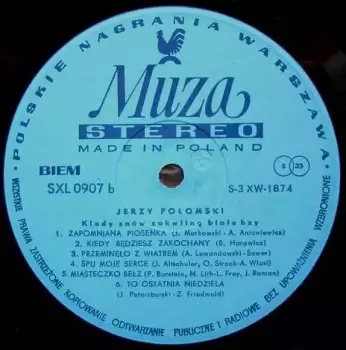 POLSKIE NAGRANIA WARSZAWA
Muza
STEREO
MADE IN POLAND
BIEM
SXL 0907 b
S-3 XW-1874
S 33
JERZY POŁOMSKI
Kiedy znów zakwitną białe bzy
1. ZAPOMNIANA PIOSENKA (J. Markowski - A. Antoniewicz)
2. KIEDY BĘDZIESZ ZAKOCHANY (B. Horowicz)
3. PRZEMINĘŁO Z WIATREM (A. Lewandowski - Sewer)
4. ŚPIJ MOJE SERCE (J. Altschuler, O. Strock - A. Włast)
5. MIASTECZKO BEŁZ (P. Burstein, N. Lith - L. Frey, J. Roman)
6. TO OSTATNIA NIEDZIELA
(J. Petersburski - Z. Friedwald)
WSZYSTKIE PRAWA ZASTRZEŻONE KOPIOWANIE ODTWARZANIE PUBLICZNE I RADIOWE BEZ UPOWAŻNIENIA WZBRONIONE